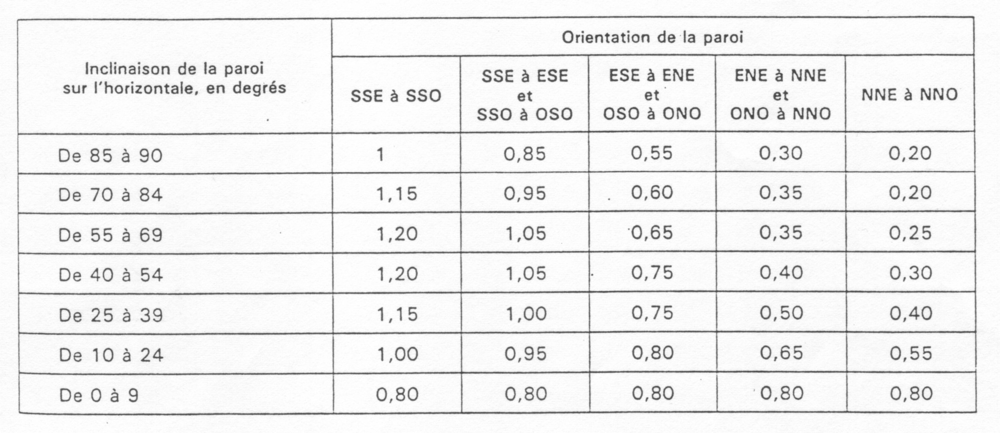 Orientation de la paroi
Inclinaison de la paroi
sur l'horizontale, en degrés
SSE à SSO
SSE à ESE
et
SSO à OSO
ESE à ENE
et
OSO à ONO
ENE à NNE
et
ONO à NNO
NNE à NNO
De 85 à 90 1 0,85 0,55 0,30 0,20
De 70 à 84 1,15 0,95 0,60 0,35 0,20
De 55 à 69 1,20 1,05 0,65 0,35 0,25
De 40 à 54 1,20 1,05 0,75 0,40 0,30
De 25 à 39 1,15 1,00 0,75 0,50 0,40
De 10 à 24 1,00 0,95 0,80 0,65 0,55
De 0 à 9 0,80 0,80 0,80 0,80 0,80